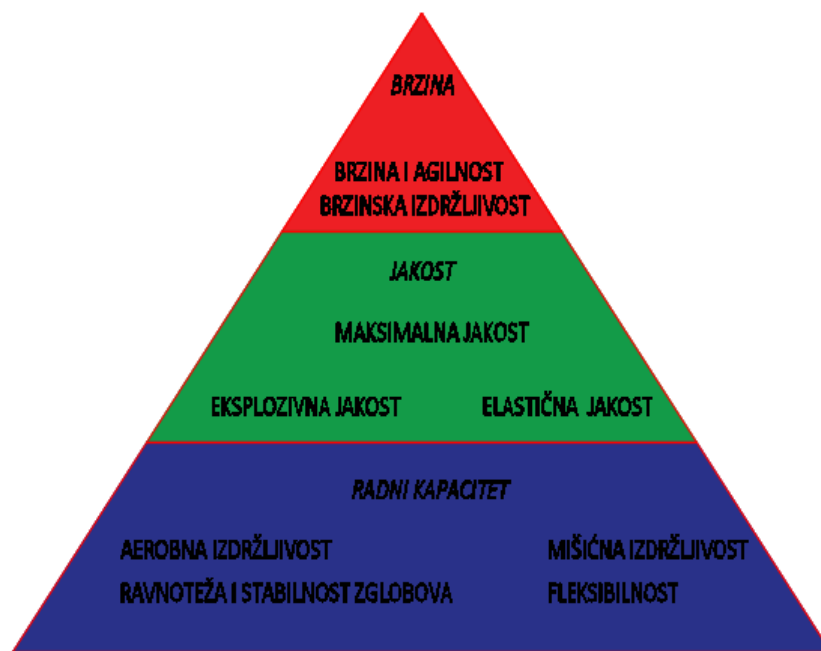 BRZINA
BRZINA I AGILNOST
BRZINSKA IZDRŽLJIVOST
JAKOST
MAKSIMALNA JAKOST
EKSPLOZIVNA JAKOST ELASTIČNA JAKOST
RADNI KAPACITET
AEROBNA IZDRŽLJIVOST MIŠIĆNA IZDRŽLJIVOST
RAVNOTEŽA I STABILNOST ZGLOBOVA FLEKSIBILNOST